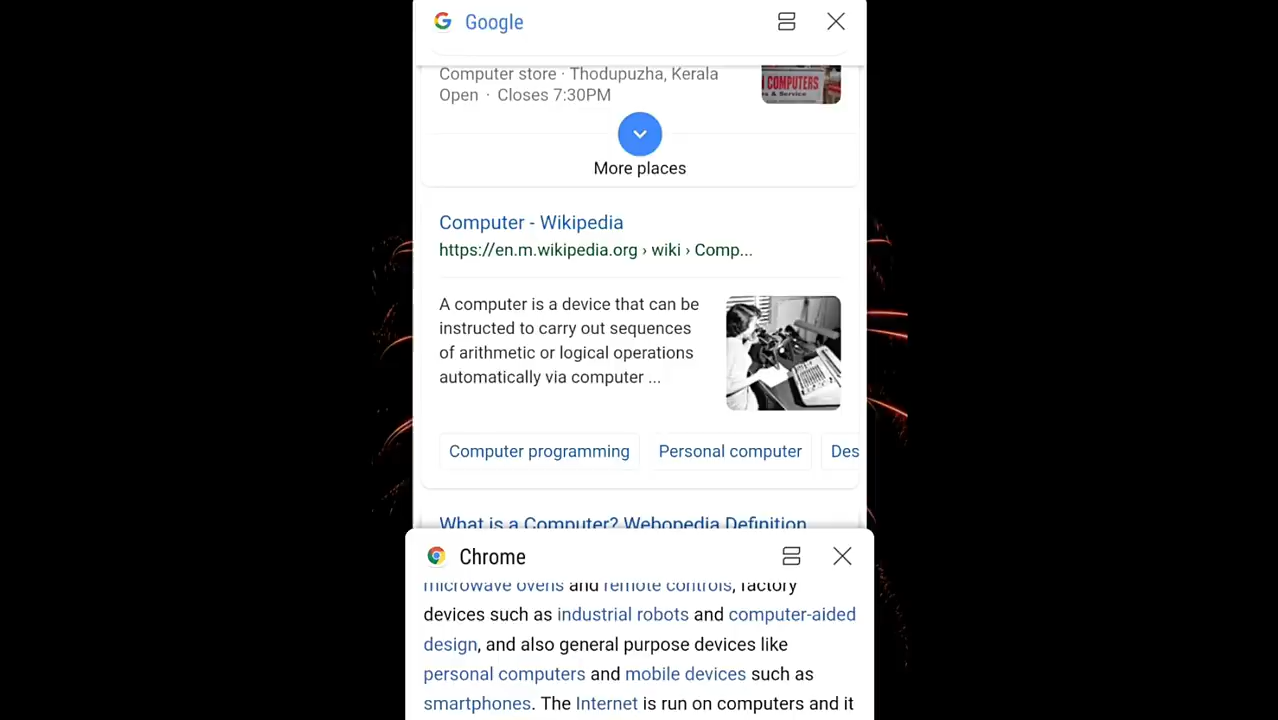 Google
Computer store · Thodupuzha, Kerala
Open · Closes 7:30PM
COMPUTERS
& Service
More places
Computer - Wikipedia
https://en.m.wikipedia.org › wiki › Comp...
A computer is a device that can be
instructed to carry out sequences
of arithmetic or logical operations
automatically via computer ...
Computer programming
Personal computer
Des
What is a Computer? Webopedia Definition
Chrome
microwave ovens and remote controls, factory
devices such as industrial robots and computer-aided
design, and also general purpose devices like
personal computers and mobile devices such as
smartphones. The Internet is run on computers and it